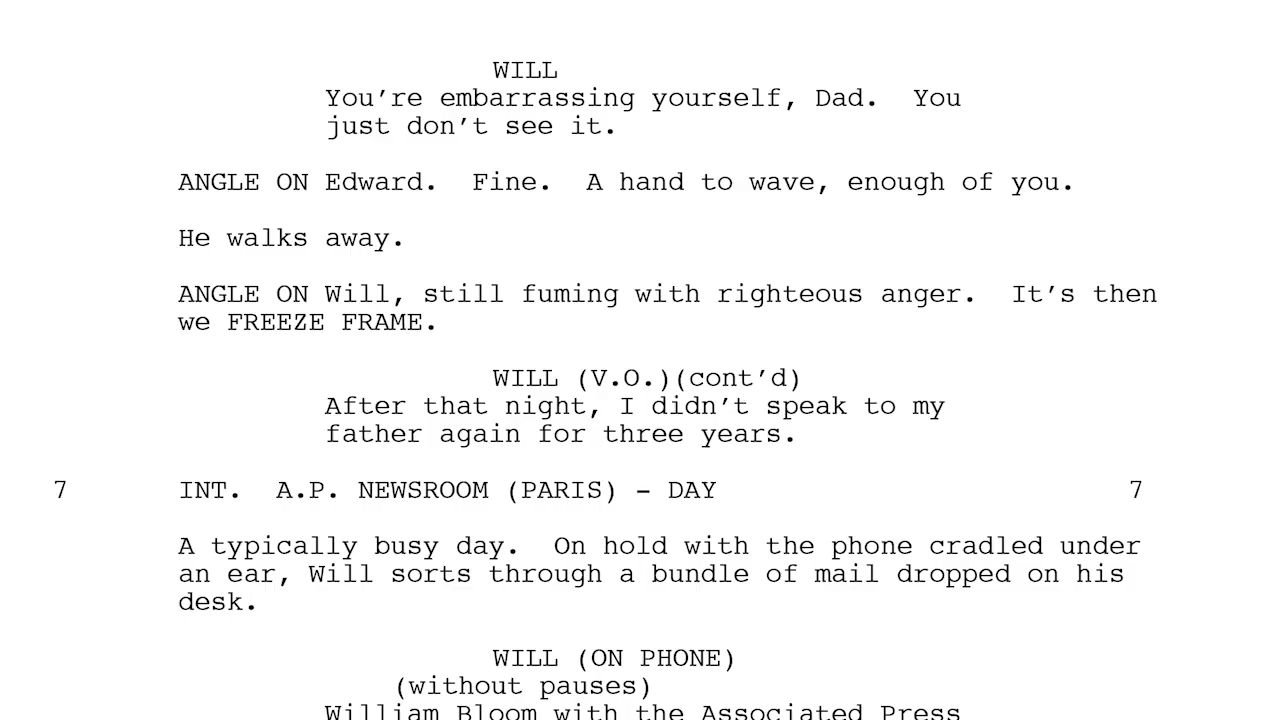 WILL
You’re embarrassing yourself, Dad.  You
just don’t see it.
ANGLE ON Edward.  Fine.  A hand to wave, enough of you.
He walks away.
ANGLE ON Will, still fuming with righteous anger.  It’s then
we FREEZE FRAME.
WILL (V.O.)(cont’d)
After that night, I didn’t speak to my
father again for three years.
7 INT.  A.P. NEWSROOM (PARIS) – DAY 7
A typically busy day.  On hold with the phone cradled under
an ear, Will sorts through a bundle of mail dropped on his
desk.
WILL (ON PHONE)
(without pauses)
William Bloom with the Associated Press